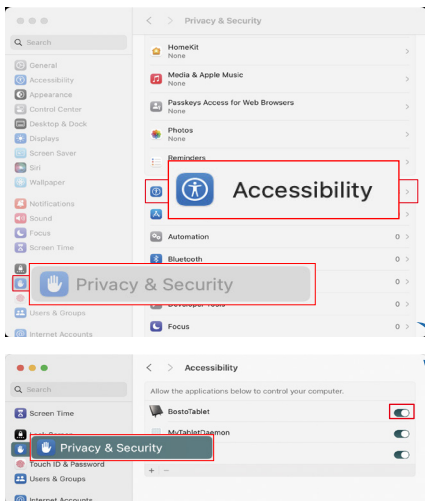 Privacy & Security
Search
General
Accessibility
Appearance
Control Center
Desktop & Dock
Displays
Screen Saver
Siri
Wallpaper
Notifications
Sound
Focus
Screen Time
Privacy & Security
Users & Groups
Internet Accounts
HomeKit
None
Media & Apple Music
None
Passkeys Access for Web Browsers
None
Photos
None
Reminders
Accessibility
Automation
0
Bluetooth
0
0
Developer Tools
0
Focus
0
Accessibility
Search
Screen Time
Lock Screen
Privacy & Security
Touch ID & Password
Users & Groups
Internet Accounts
Allow the applications below to control your computer.
BostoTablet
MyTabletDaemon
+ −